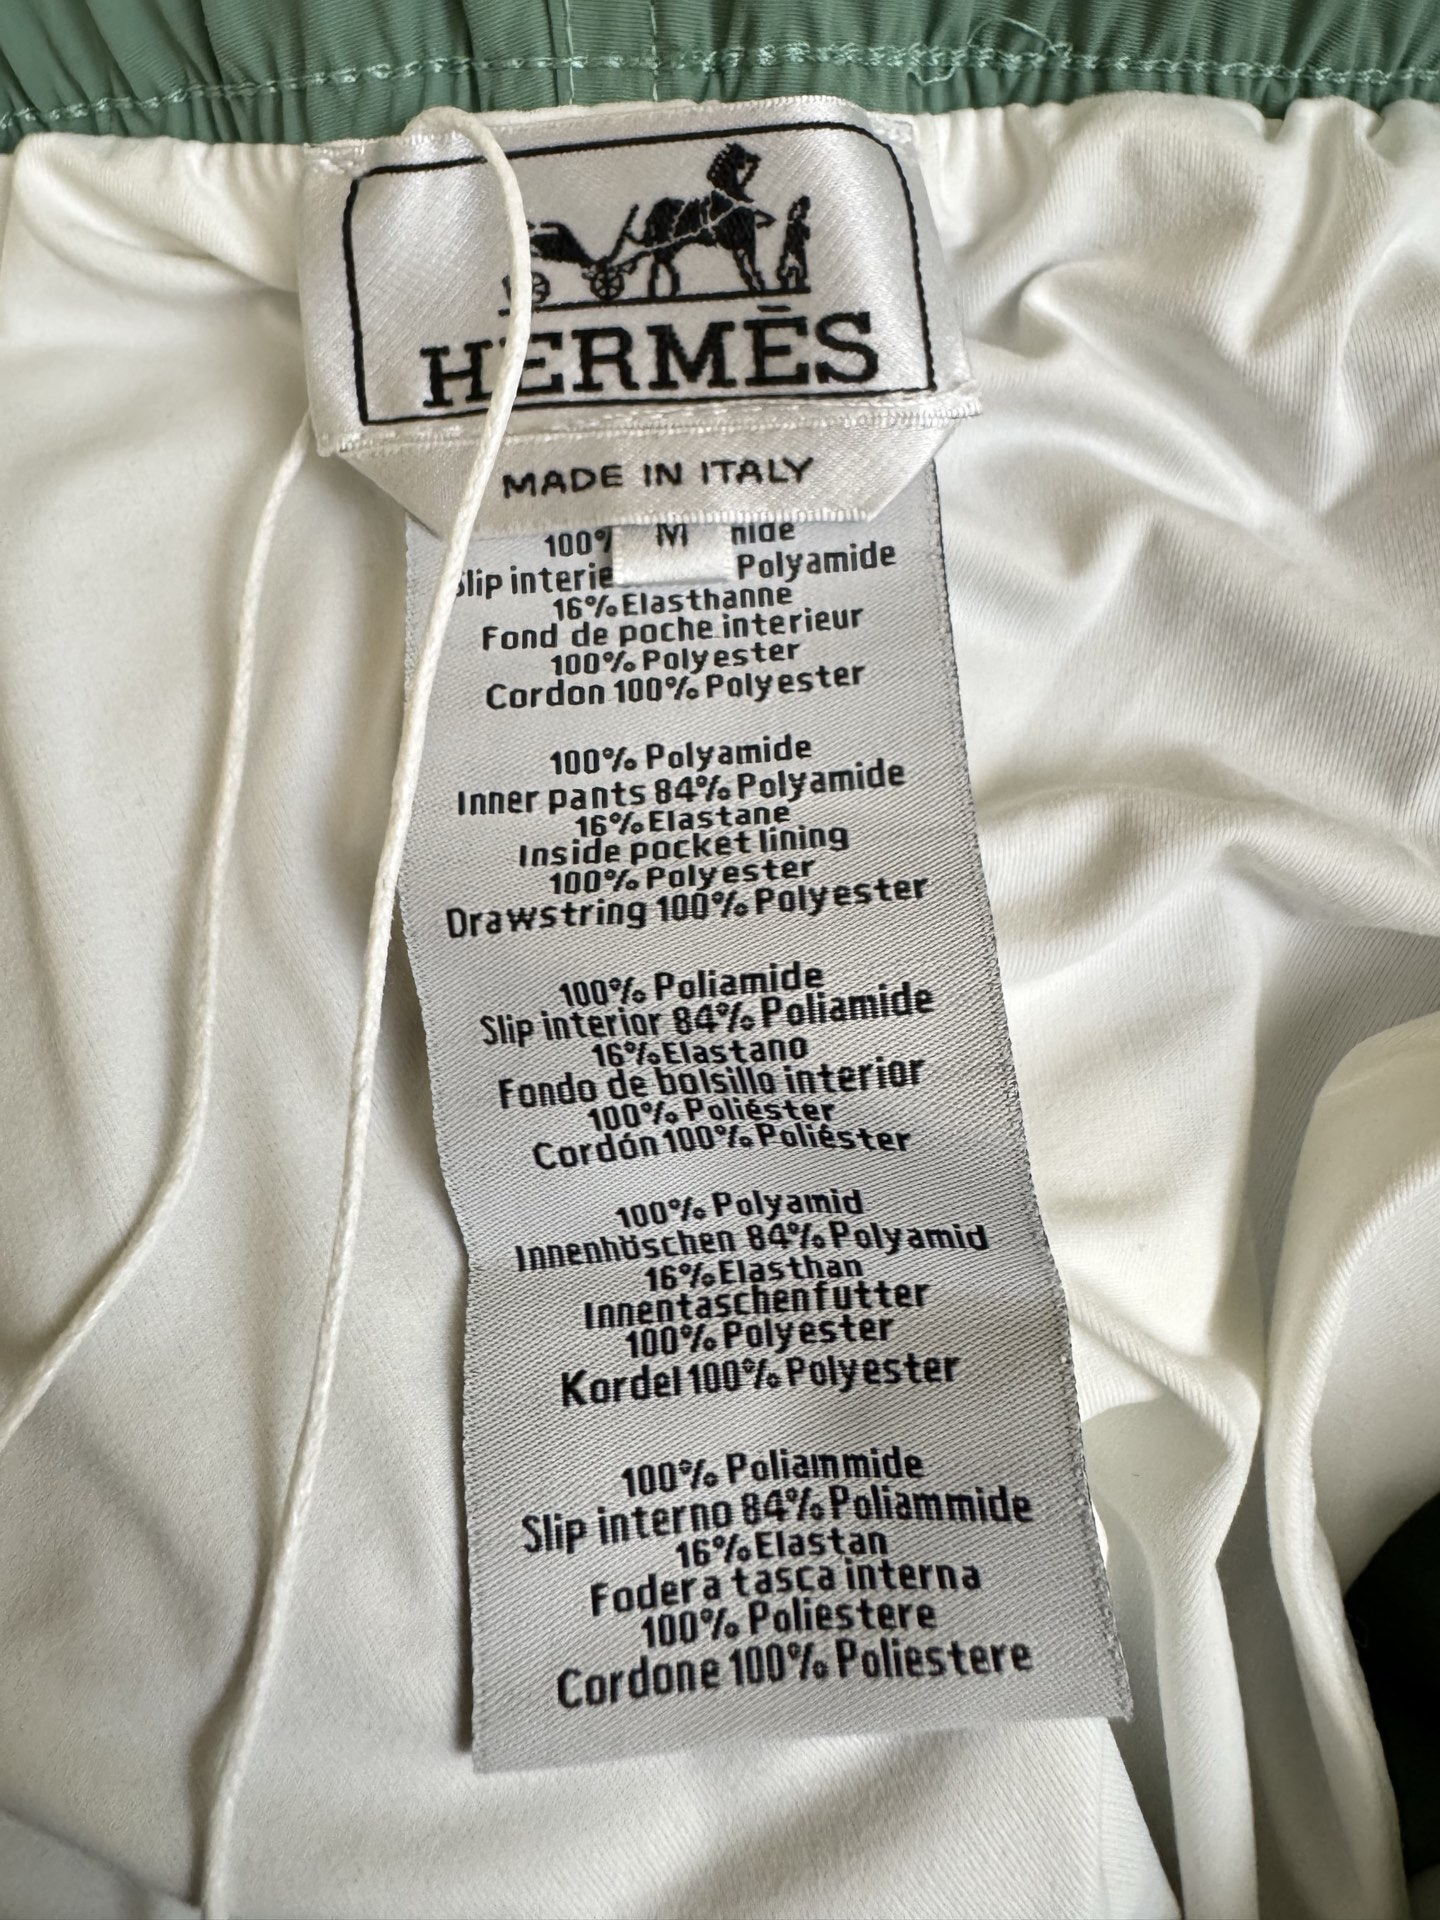 HERMÈS
MADE IN ITALY
M
100%
Slip interie Polyamide
16% Elasthanne
Fond de poche interieur
100% Polyester
Cordon 100% Polyester
100% Polyamide
Inner pants 84% Polyamide
16% Elastane
Inside pocket lining
100% Polyester
Drawstring 100% Polyester
100% Poliamide
Slip interior 84% Poliamide
16% Elastano
Fondo de bolsillo interior
100% Poliéster
Cordón 100% Poliéster
100% Polyamid
Innenhöschen 84% Polyamid
16% Elasthan
Innentaschenfutter
100% Polyester
Kordel 100% Polyester
100% Poliammide
Slip interno 84% Poliammide
16% Elastan
Fodera tasca interna
100% Poliestere
Cordone 100% Poliestere